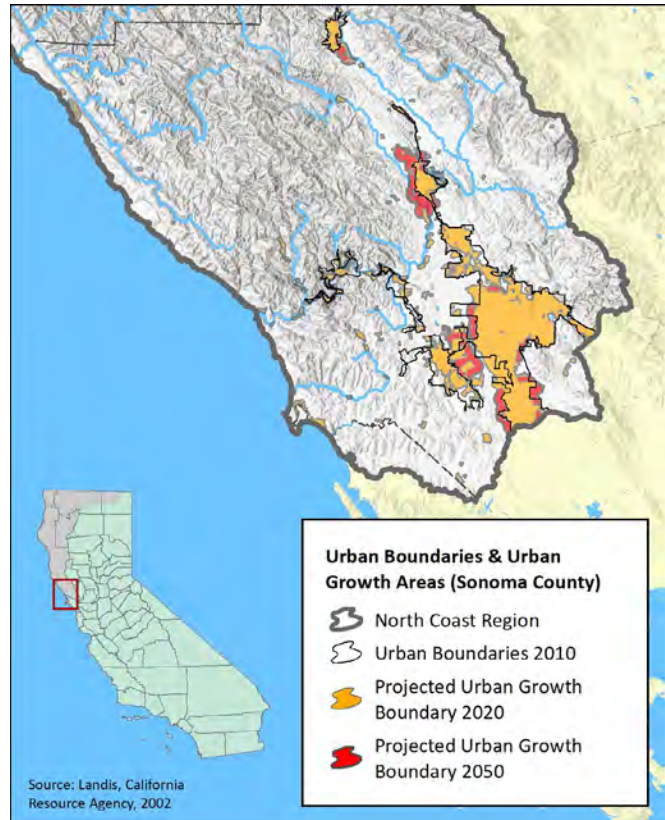 Urban Boundaries & Urban
Growth Areas (Sonoma County)
North Coast Region
Urban Boundaries 2010
Projected Urban Growth
Boundary 2020
Projected Urban Growth
Boundary 2050
Source: Landis, California
Resource Agency, 2002